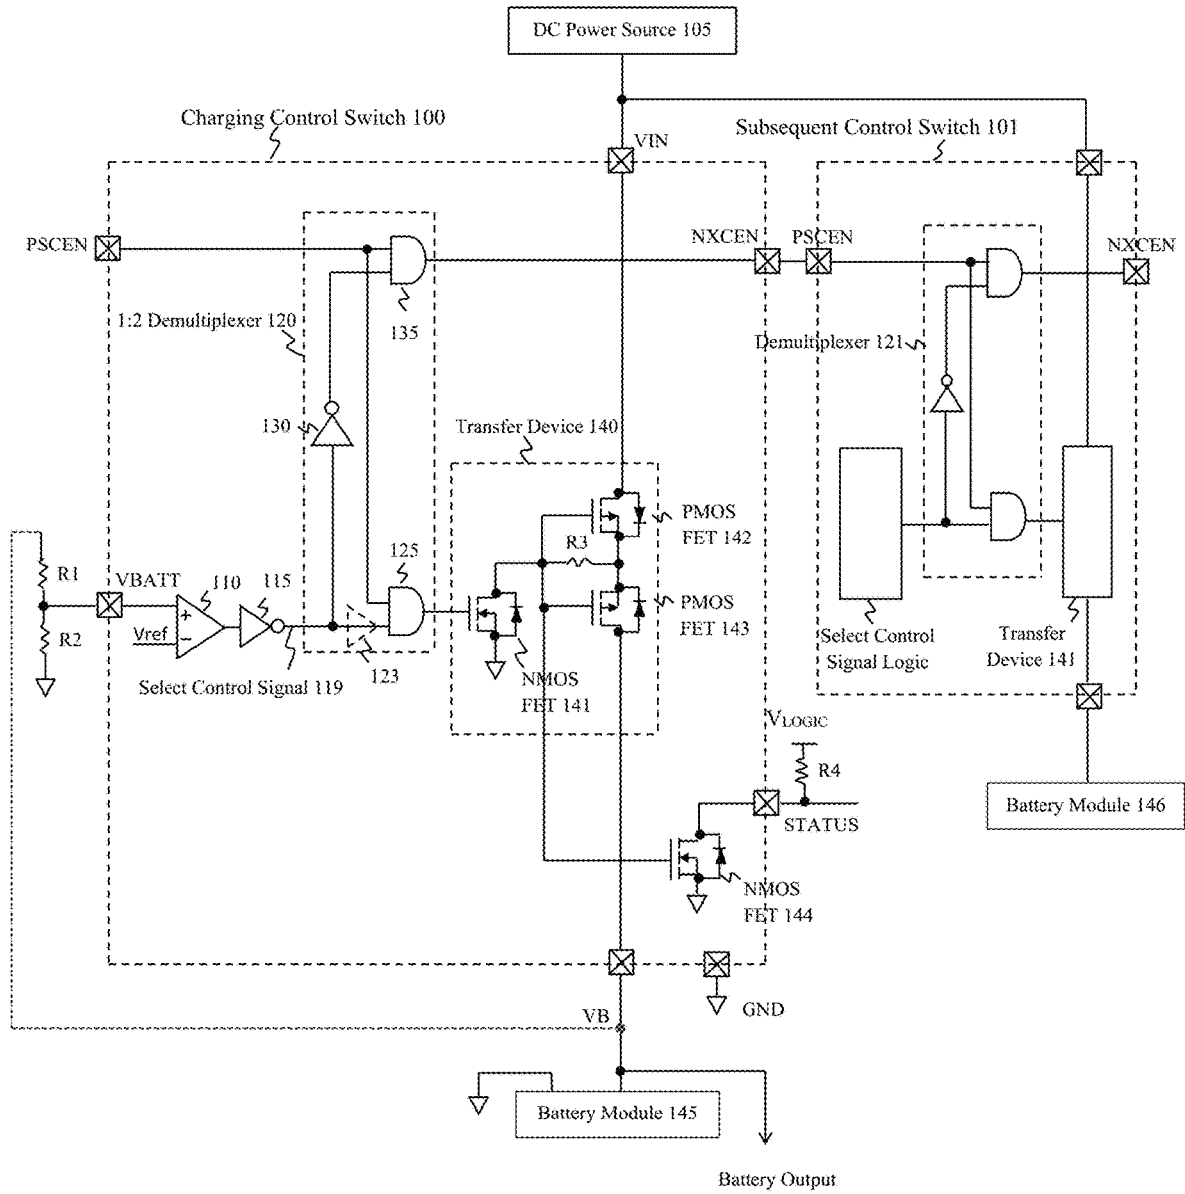 DC Power Source 105
Charging Control Switch 100
VIN
Subsequent Control Switch 101
PSCEN
NXCEN
PSCEN
NXCEN
1:2 Demultiplexer 120
135
Demultiplexer 121
130
Transfer Device 140
PMOS
FET 142
R3
R1
VBATT
110
115
125
PMOS
FET 143
R2
Vref
+
−
Select Control
Signal Logic
Transfer
Device 141
Select Control Signal 119
123
NMOS
FET 141
VLOGIC
R4
Battery Module 146
STATUS
NMOS
FET 144
VB
GND
Battery Module 145
Battery Output